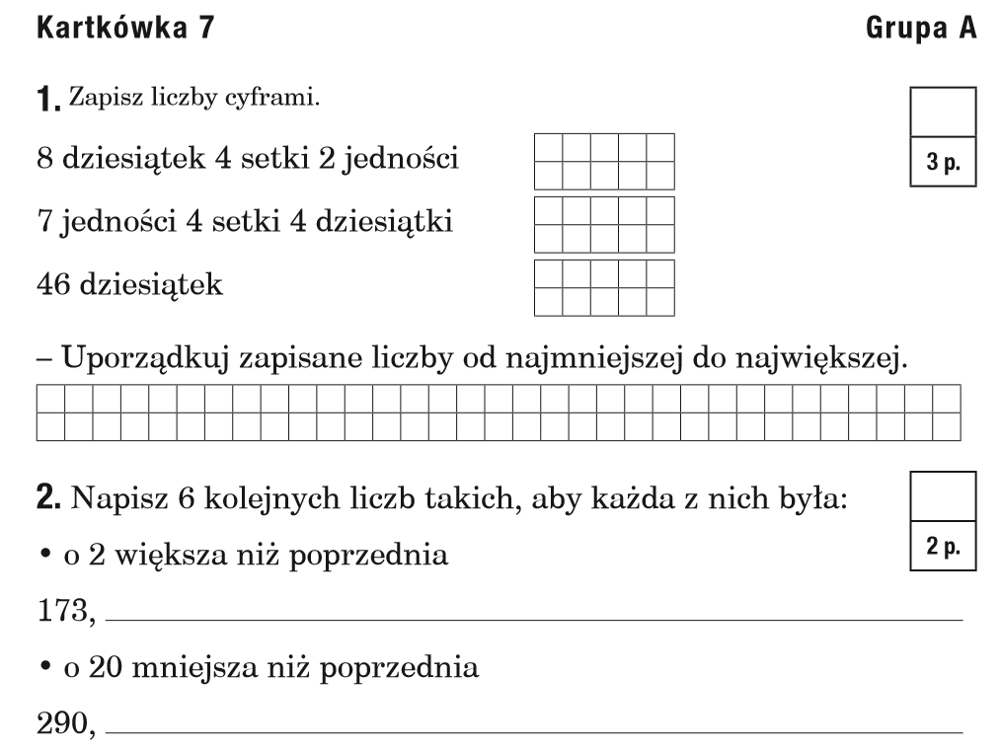 Kartkówka 7 Grupa A
1. Zapisz liczby cyframi.
8 dziesiątek 4 setki 2 jedności
3 p.
7 jedności 4 setki 4 dziesiątki
46 dziesiątek
– Uporządkuj zapisane liczby od najmniejszej do największej.
2. Napisz 6 kolejnych liczb takich, aby każda z nich była:
• o 2 większa niż poprzednia
2 p.
173,
• o 20 mniejsza niż poprzednia
290,